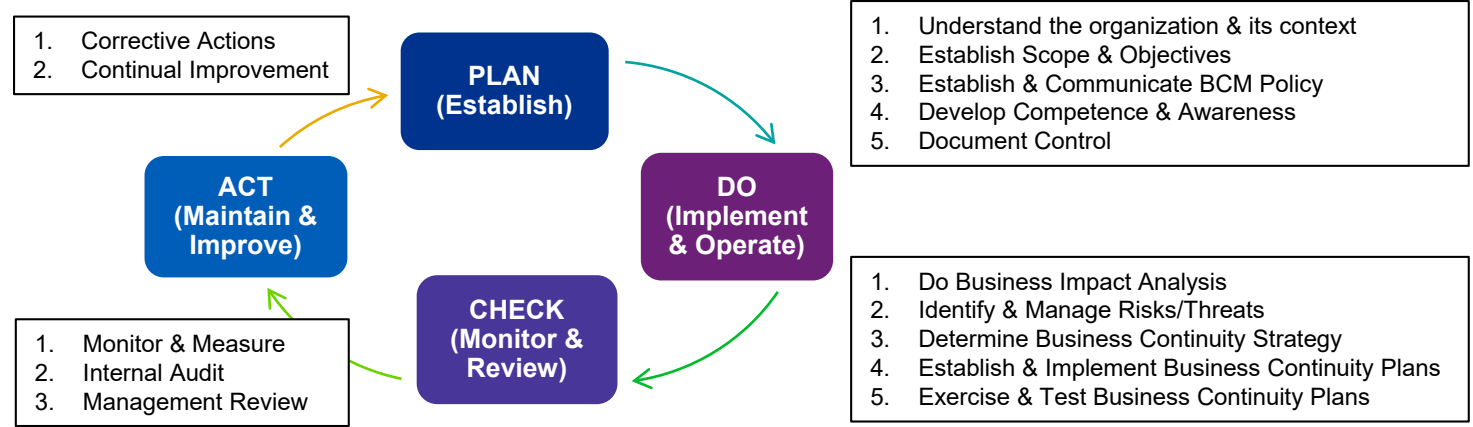 1. Corrective Actions
2. Continual Improvement
PLAN
(Establish)
1. Understand the organization & its context
2. Establish Scope & Objectives
3. Establish & Communicate BCM Policy
4. Develop Competence & Awareness
5. Document Control
ACT
(Maintain &
Improve)
DO
(Implement
& Operate)
CHECK
(Monitor &
Review)
1. Monitor & Measure
2. Internal Audit
3. Management Review
1. Do Business Impact Analysis
2. Identify & Manage Risks/Threats
3. Determine Business Continuity Strategy
4. Establish & Implement Business Continuity Plans
5. Exercise & Test Business Continuity Plans